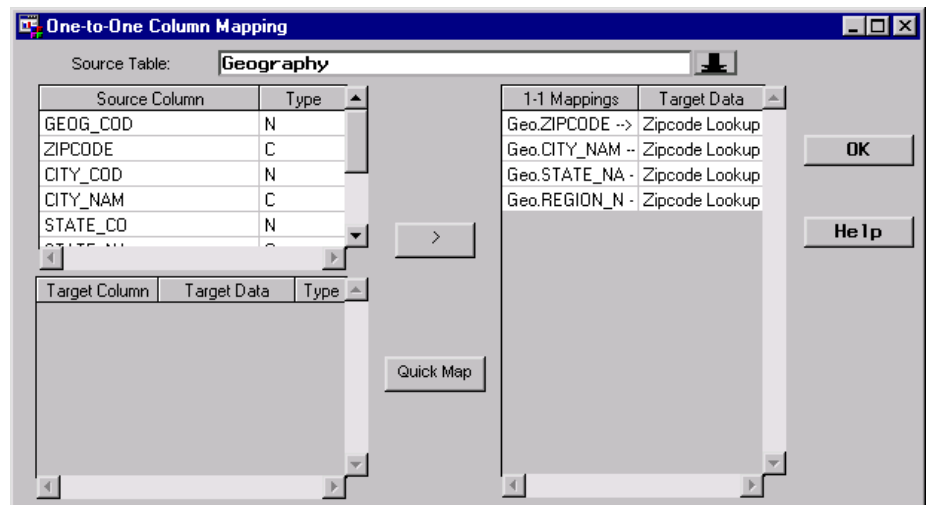 One-to-One Column Mapping
Source Table: Geography
Source Column Type
GEOG_COD N
ZIPCODE C
CITY_COD N
CITY_NAM C
STATE_CO N
>
Target Column Target Data Type
Quick Map
1-1 Mappings Target Data
Geo.ZIPCODE --> Zipcode Lookup
Geo.CITY_NAM -- Zipcode Lookup
Geo.STATE_NA - Zipcode Lookup
Geo.REGION_N - Zipcode Lookup
OK
Help